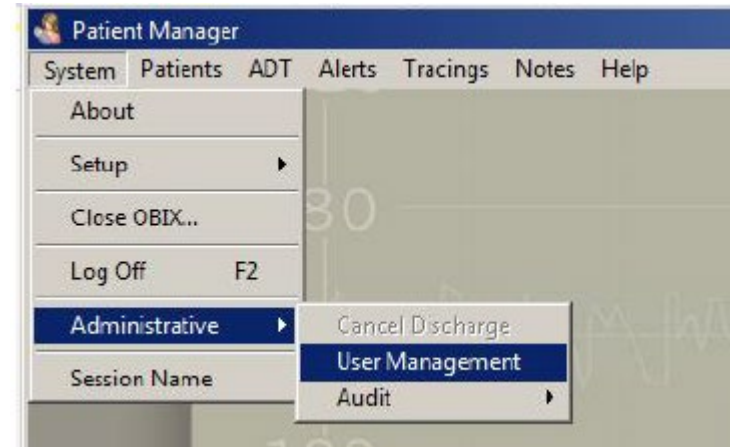 Patient Manager
System Patients ADT Alerts Tracings Notes Help
About
Setup
80
Close OBIX...
Log Off F2
Administrative
Cancel Discharge
User Management
Session Name
Audit